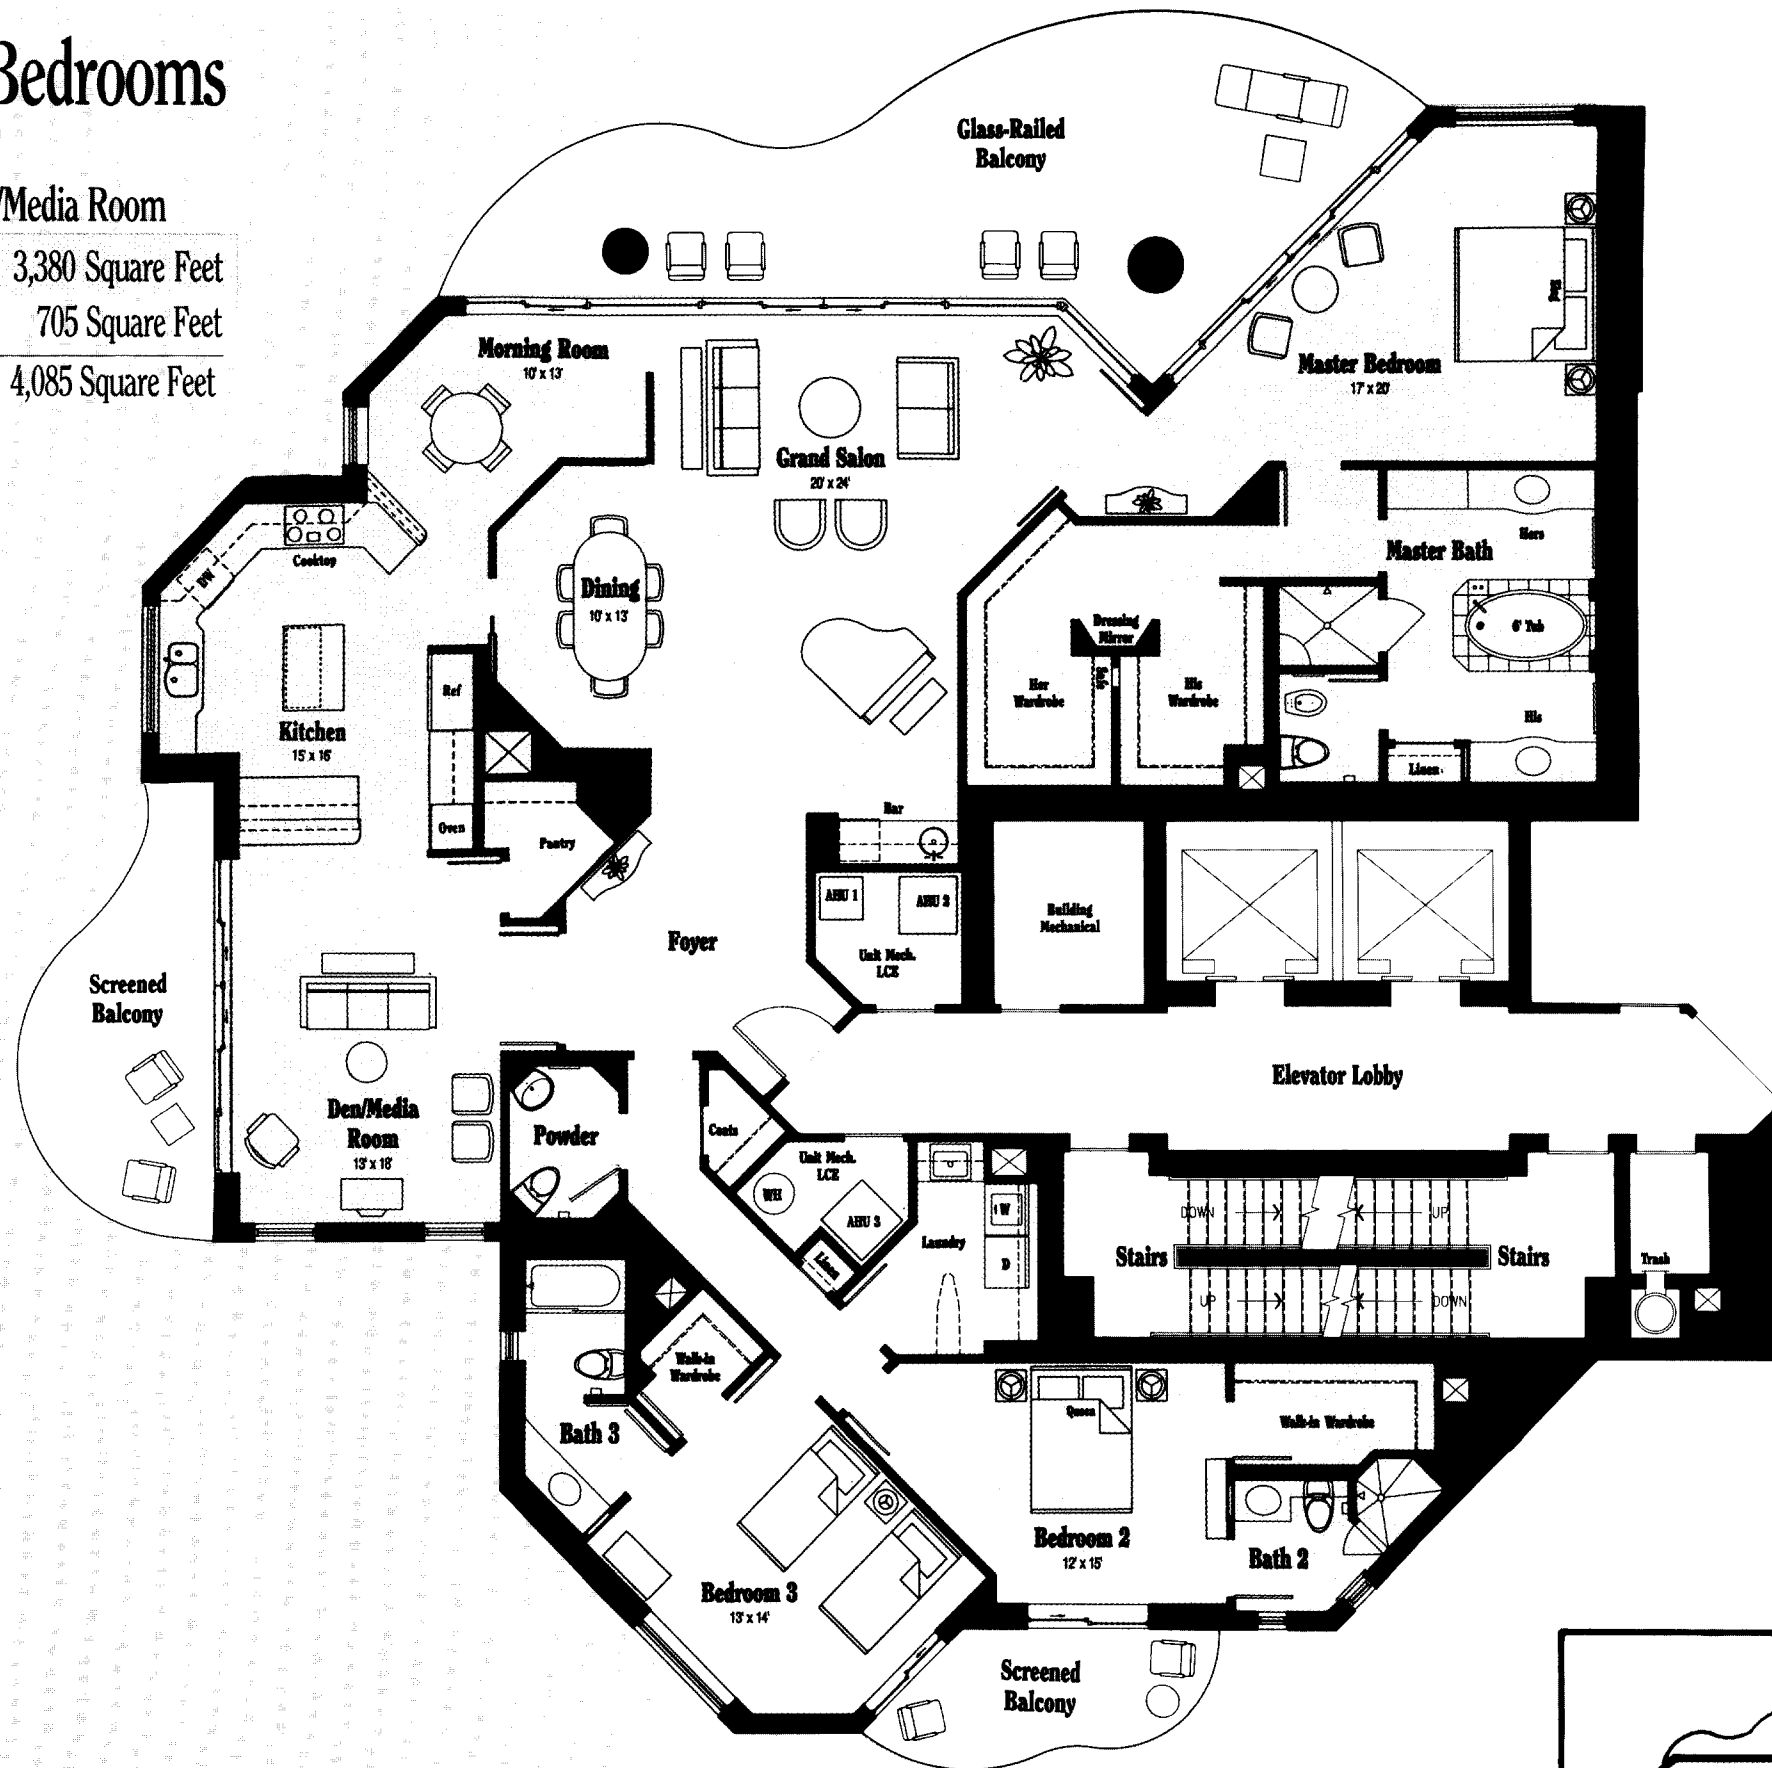 Bedrooms
/Media Room
3,380 Square Feet
705 Square Feet
4,085 Square Feet
Glass-Railed
Balcony
Morning Room
10' x 13'
Grand Salon
20' x 24'
Master Bedroom
17' x 20'
King
Cooktop
DW
Dining
10' x 13'
Master Bath
Hers
6' Tub
Dressing
Mirror
Safe
Her
Wardrobe
His
Wardrobe
His
Linen
Kitchen
15' x 16'
Ref
Oven
Pantry
Bar
AHU 1
AHU 2
Unit Mech.
LCE
Building
Mechanical
Foyer
Screened
Balcony
Elevator Lobby
Den/Media
Room
13' x 18'
Powder
Coats
Unit Mech.
LCE
WH
AHU 3
Linen
Laundry
W
D
DOWN
UP
Stairs
Stairs
UP
DOWN
Trash
Walk-in
Wardrobe
Bath 3
Queen
Walk-in Wardrobe
Bedroom 2
12' x 15'
Bath 2
Bedroom 3
13' x 14'
Screened
Balcony